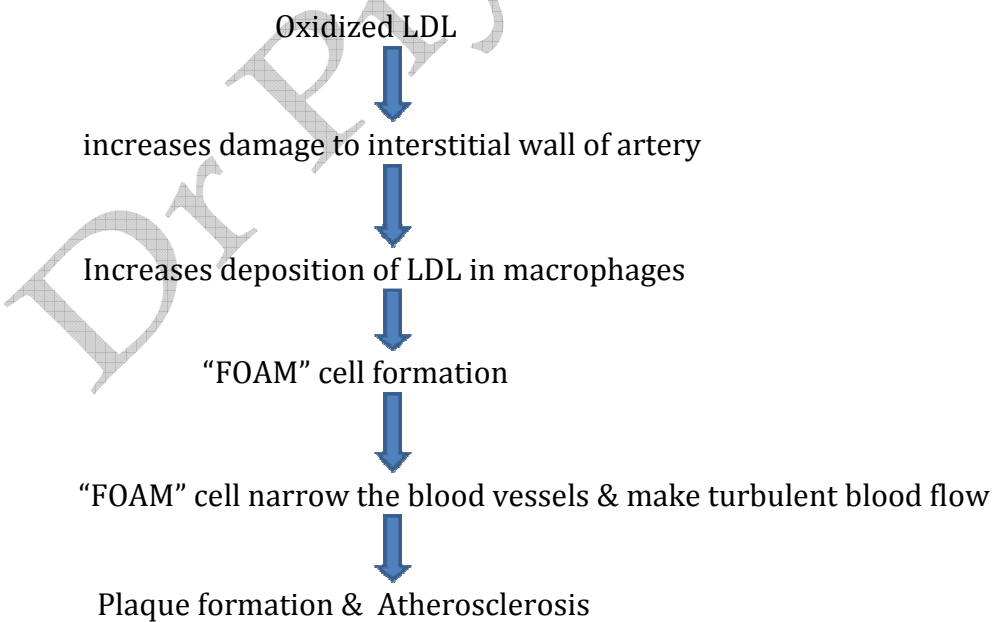 Oxidized LDL
increases damage to interstitial wall of artery
Increases deposition of LDL in macrophages
“FOAM” cell formation
“FOAM” cell narrow the blood vessels & make turbulent blood flow
Plaque formation &  Atherosclerosis
Dr